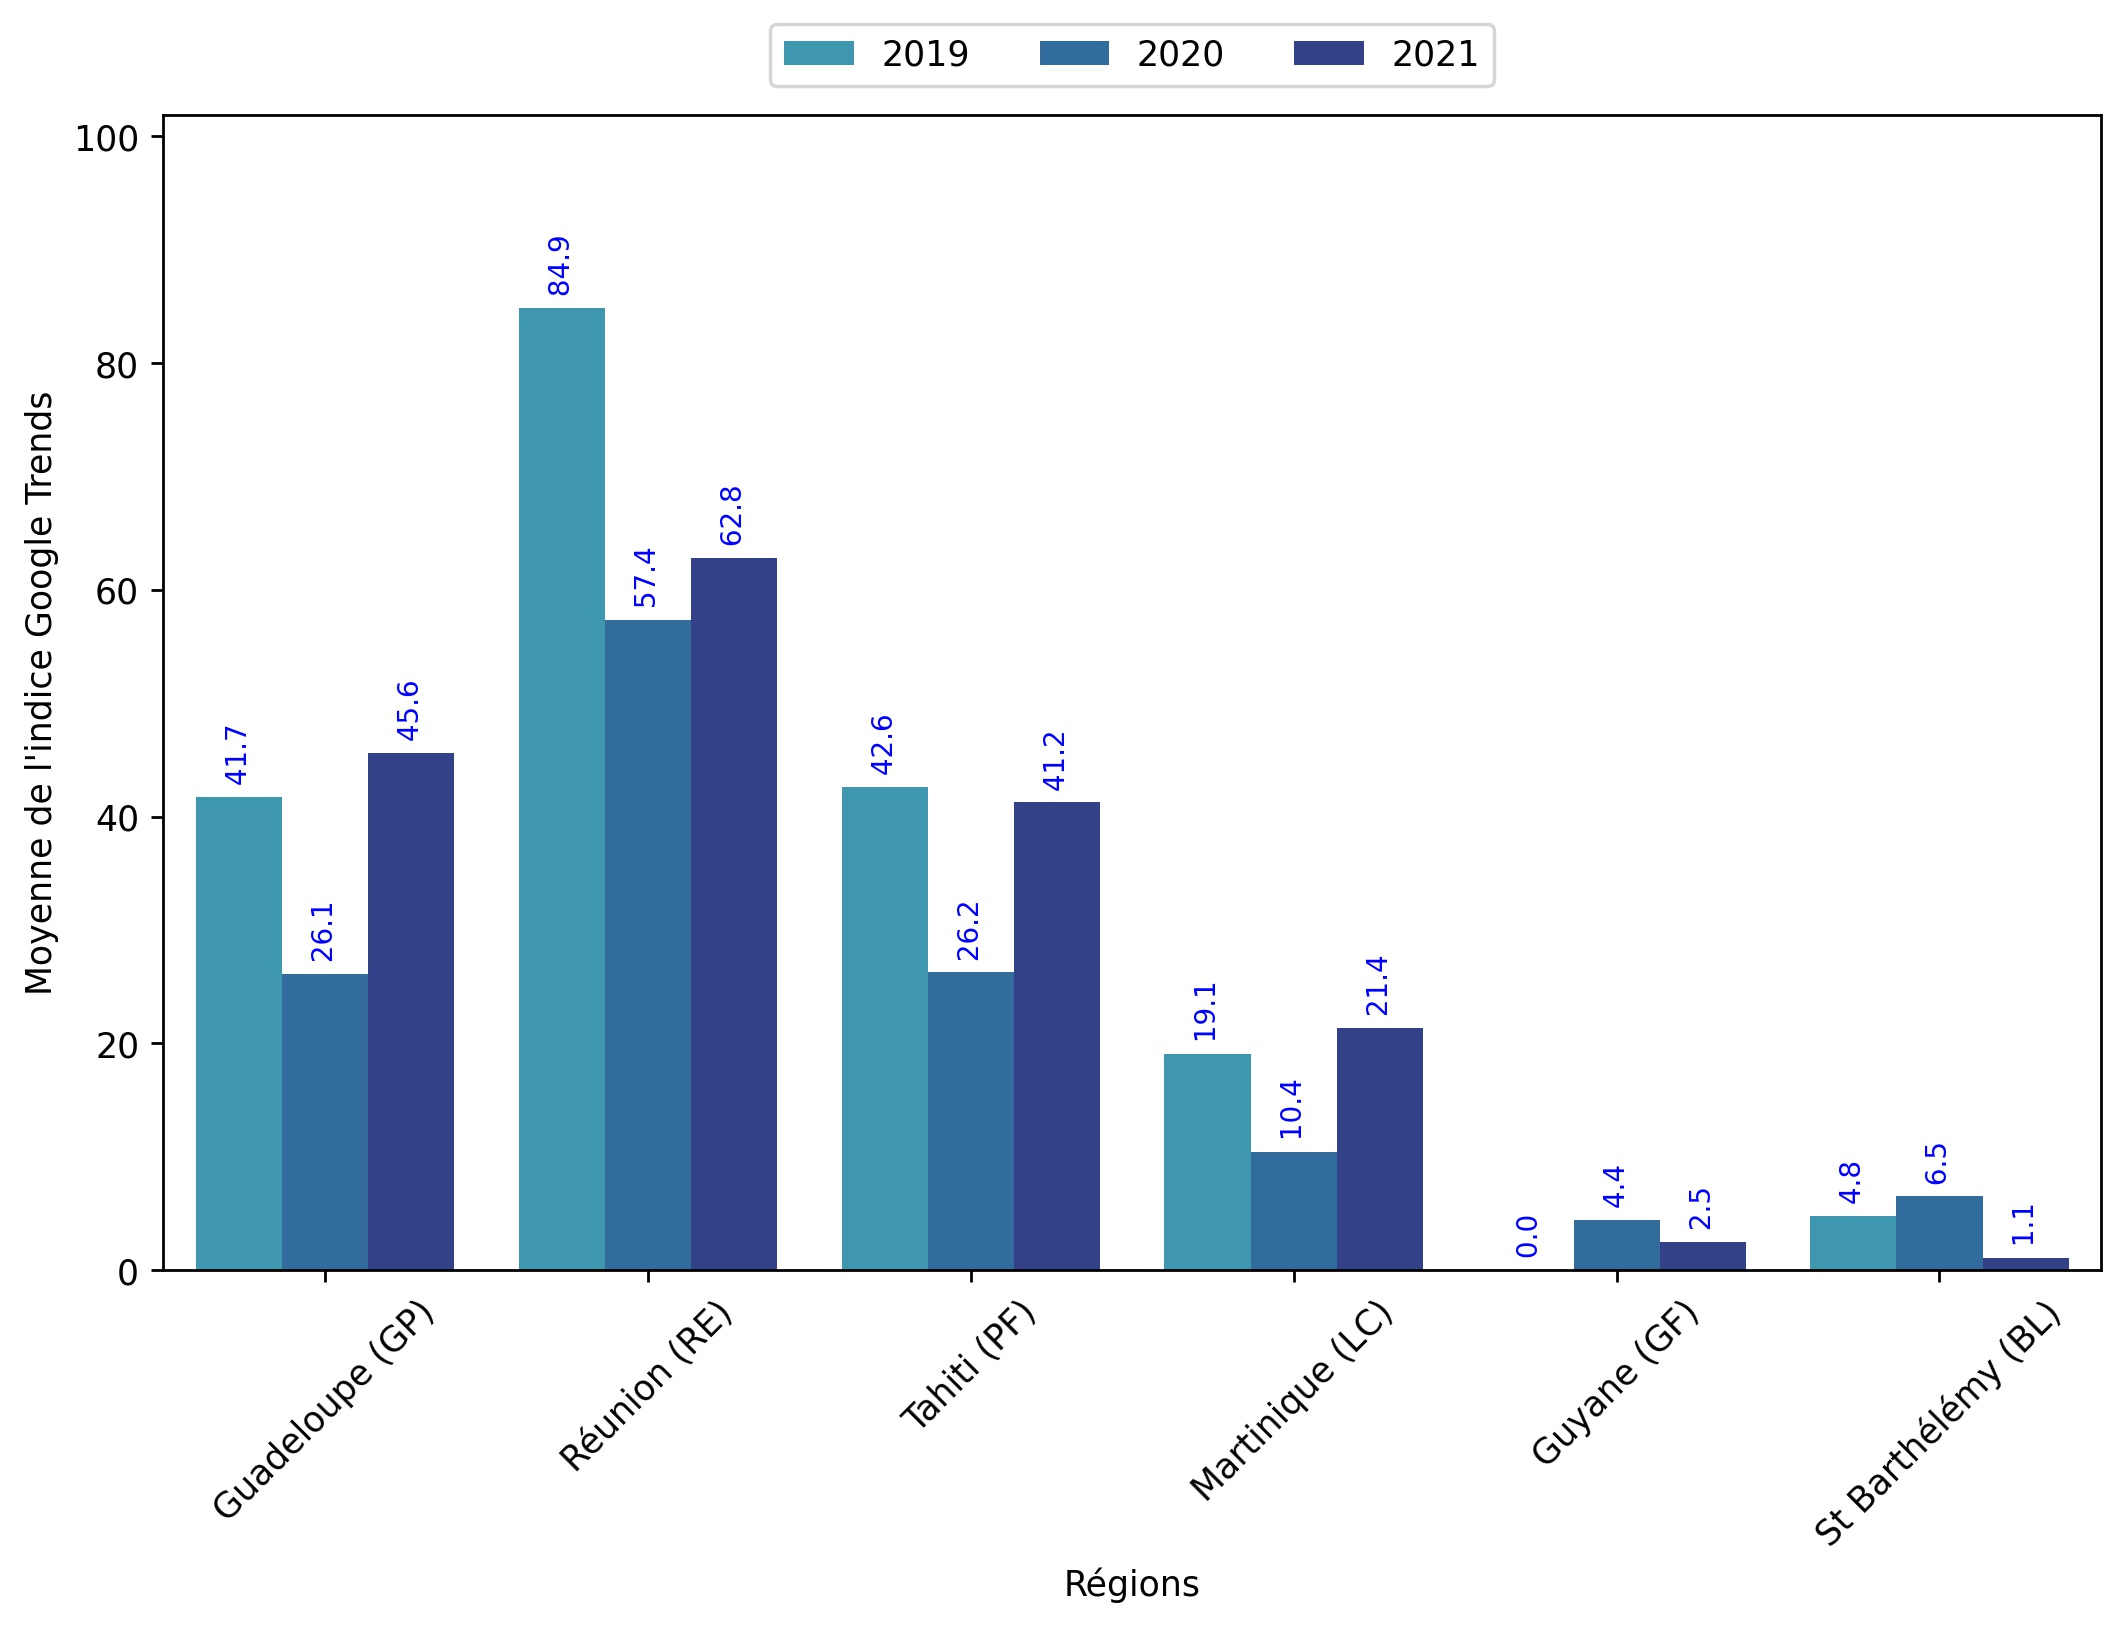 2019 2020 2021
100
80
60
40
20
0
Moyenne de l'indice Google Trends
41.7
26.1
45.6
84.9
57.4
62.8
42.6
26.2
41.2
19.1
10.4
21.4
0.0
4.4
2.5
4.8
6.5
1.1
Guadeloupe (GP)
Réunion (RE)
Tahiti (PF)
Martinique (LC)
Guyane (GF)
St Barthélémy (BL)
Régions